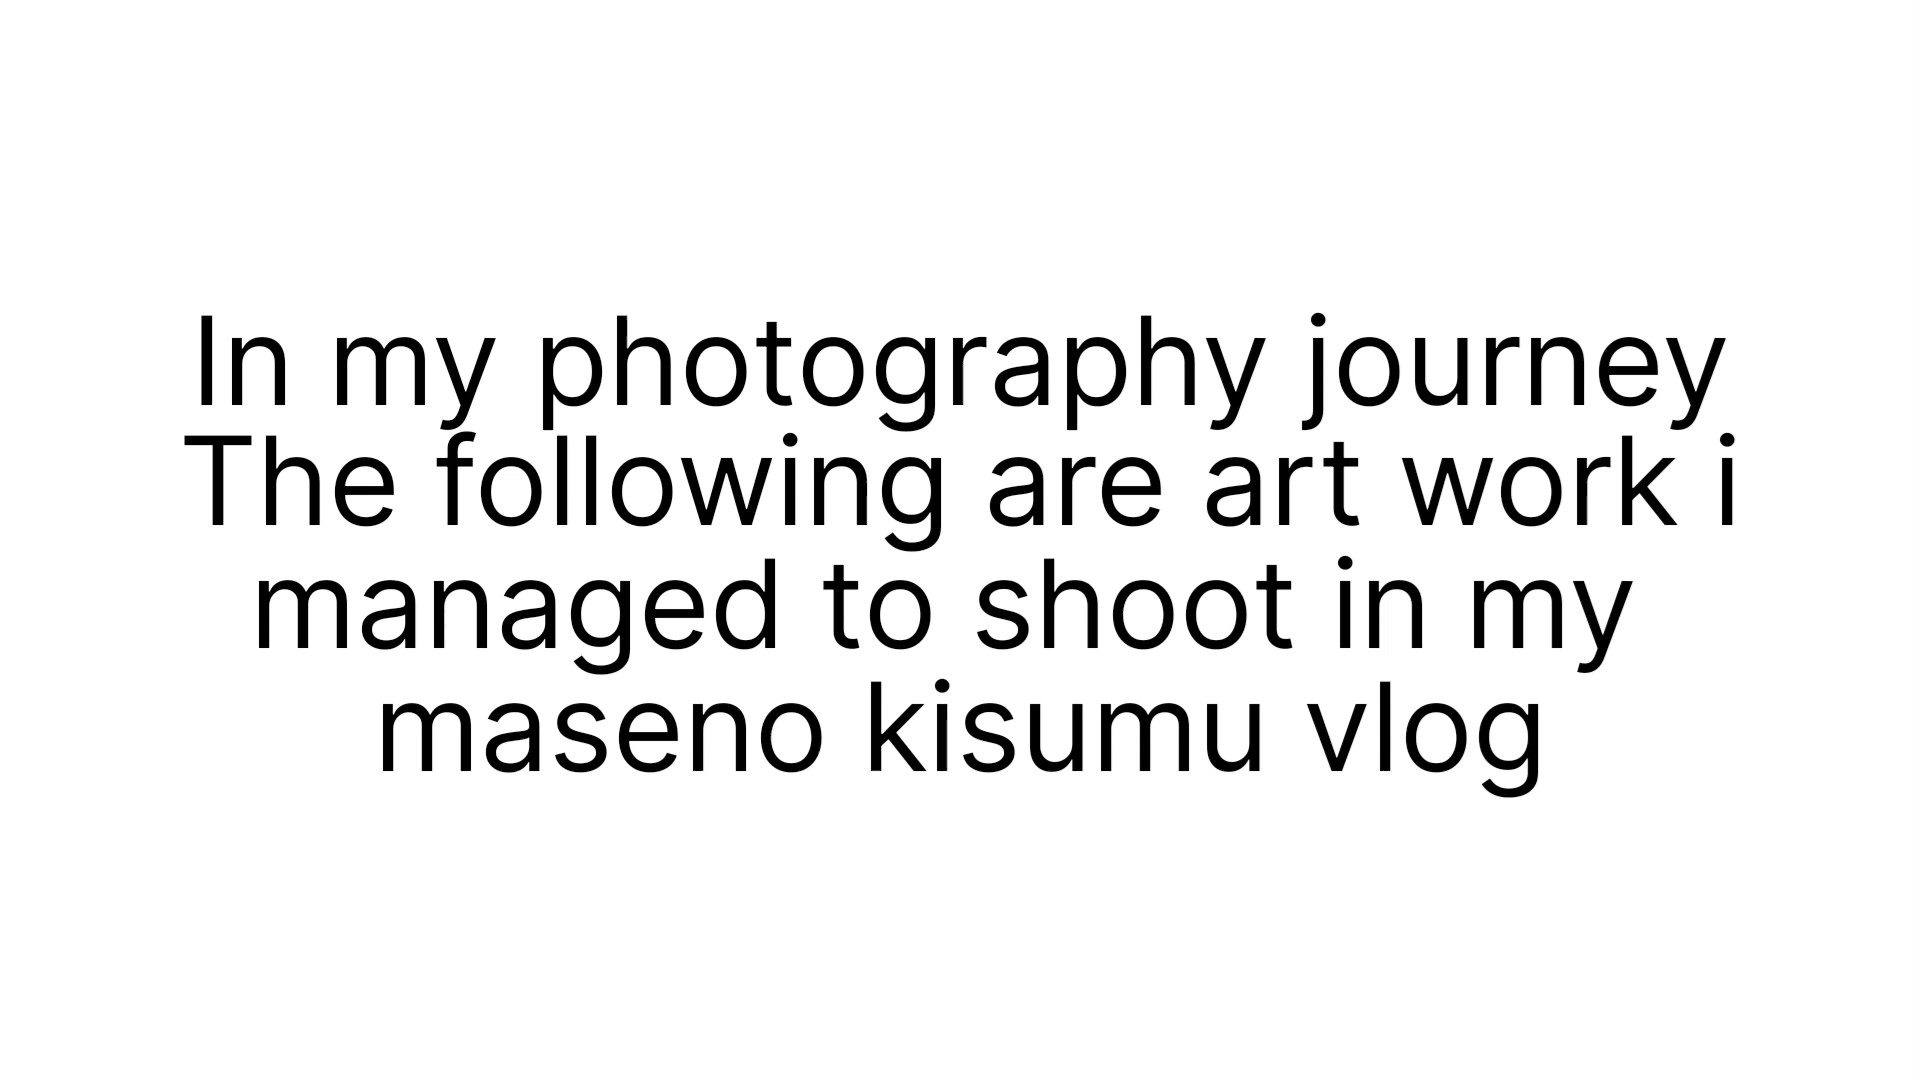 In my photography journey
The following are art work i
managed to shoot in my
maseno kisumu vlog